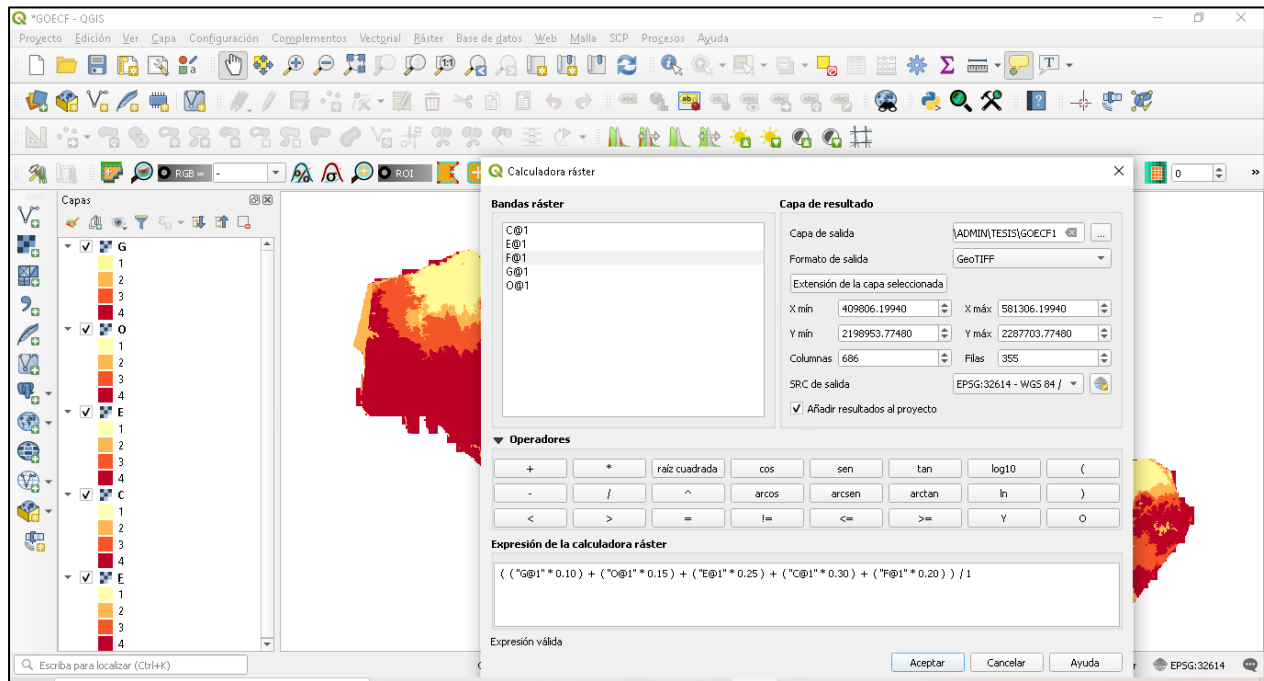 *GOECF - QGIS
Proyecto Edición Ver Capa Configuración Complementos Vectorial Ráster Base de datos Web Malla SCP Procesos Ayuda
RGB = -
ROI
0
»
Capas
G
1
2
3
4
O
1
2
3
4
E
1
2
3
4
C
1
2
3
4
F
1
2
3
4
Calculadora ráster
Bandas ráster
C@1
E@1
F@1
G@1
O@1
Capa de resultado
Capa de salida \ADMIN\TESIS\GOECF1 ...
Formato de salida GeoTIFF
Extensión de la capa seleccionada
X mín 409806.19940 X máx 581306.19940
Y mín 2198953.77480 Y máx 2287703.77480
Columnas 686 Filas 355
SRC de salida EPSG:32614 - WGS 84 /
Añadir resultados al proyecto
Operadores
+ * raíz cuadrada cos sen tan log10 (
- / ^ arcos arcsen arctan ln )
< > = != <= >= Y O
Expresión de la calculadora ráster
( ( "G@1" * 0.10 ) + ( "O@1" * 0.15 ) + ( "E@1" * 0.25 ) + ( "C@1" * 0.30 ) + ( "F@1" * 0.20 ) ) / 1
Expresión válida
Aceptar Cancelar Ayuda
Escriba para localizar (Ctrl+K)
EPSG:32614